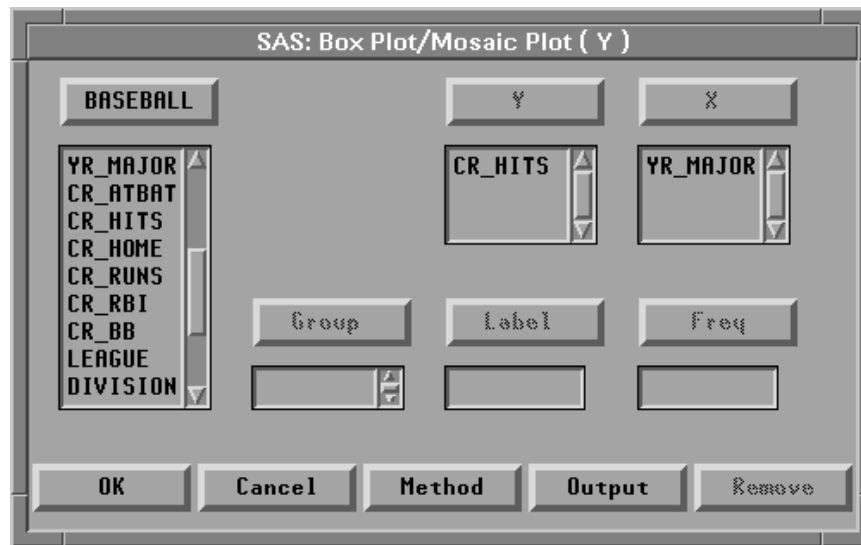 SAS: Box Plot/Mosaic Plot ( Y )
BASEBALL
Y
X
YR_MAJOR
CR_ATBAT
CR_HITS
CR_HOME
CR_RUNS
CR_RBI
CR_BB
LEAGUE
DIVISION
CR_HITS
YR_MAJOR
Group
Label
Freq
OK
Cancel
Method
Output
Remove